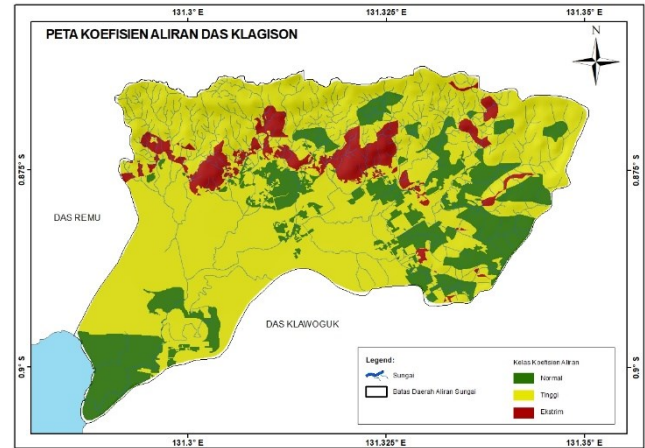 131.3° E
131.325° E
131.35° E
PETA KOEFISIEN ALIRAN DAS KLAGISON
N
0.875° S
0.875° S
DAS REMU
DAS KLAWOGUK
Legend:
Sungai
Batas Daerah Aliran Sungai
Kelas Koefisien Aliran
Normal
Tinggi
Ekstrim
0.9° S
0.9° S
131.3° E
131.325° E
131.35° E